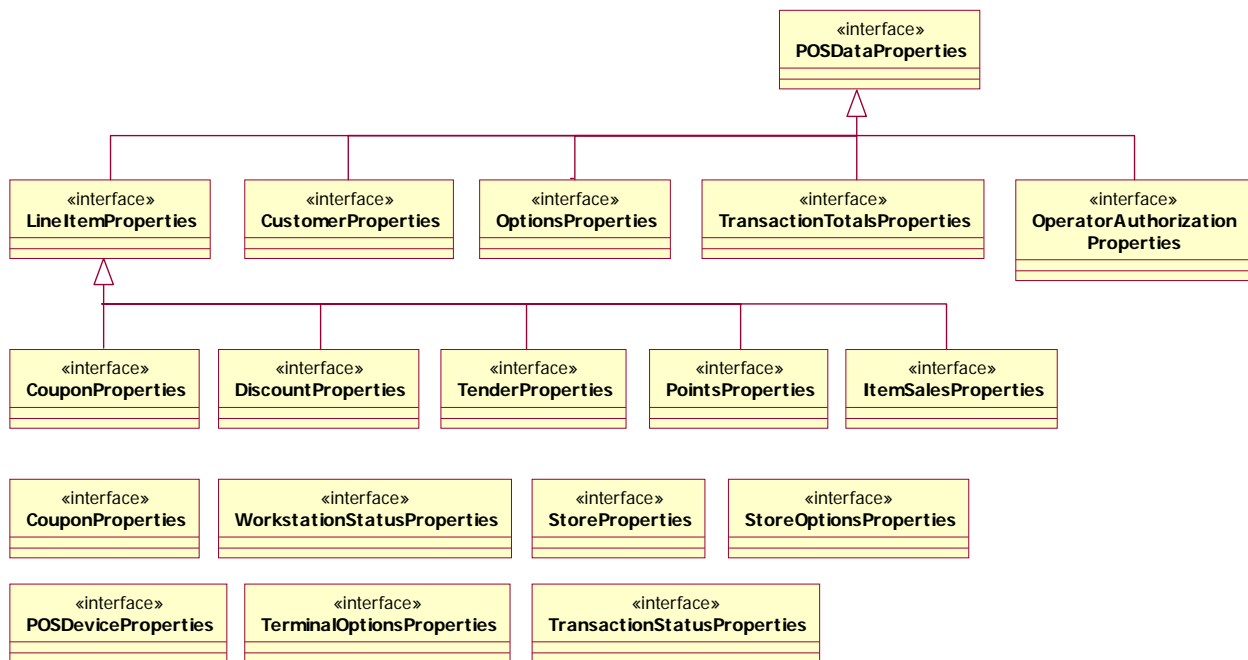 «interface»
POSDataProperties
«interface»
LineItemProperties
«interface»
CustomerProperties
«interface»
OptionsProperties
«interface»
TransactionTotalsProperties
«interface»
OperatorAuthorization
Properties
«interface»
CouponProperties
«interface»
DiscountProperties
«interface»
TenderProperties
«interface»
PointsProperties
«interface»
ItemSalesProperties
«interface»
CouponProperties
«interface»
WorkstationStatusProperties
«interface»
StoreProperties
«interface»
StoreOptionsProperties
«interface»
POSDeviceProperties
«interface»
TerminalOptionsProperties
«interface»
TransactionStatusProperties